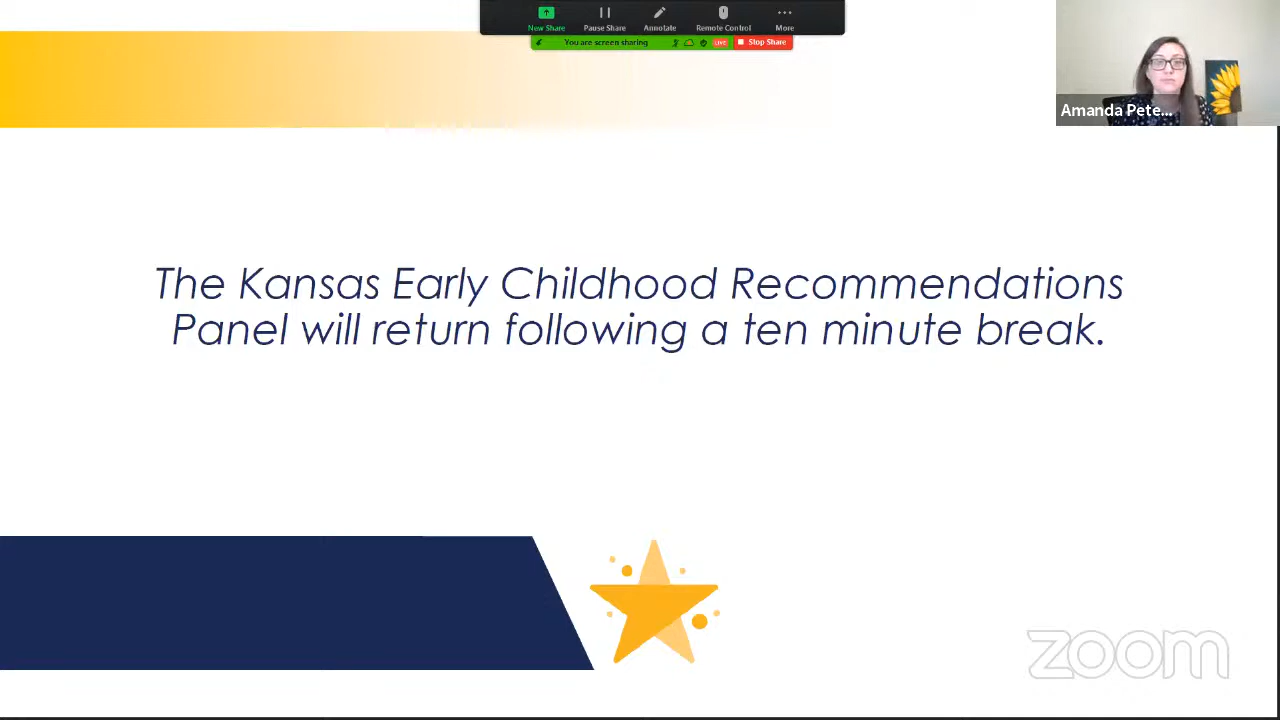 New Share Pause Share Annotate Remote Control More
You are screen sharing LIVE Stop Share
Amanda Pete...
The Kansas Early Childhood Recommendations
Panel will return following a ten minute break.
zoom